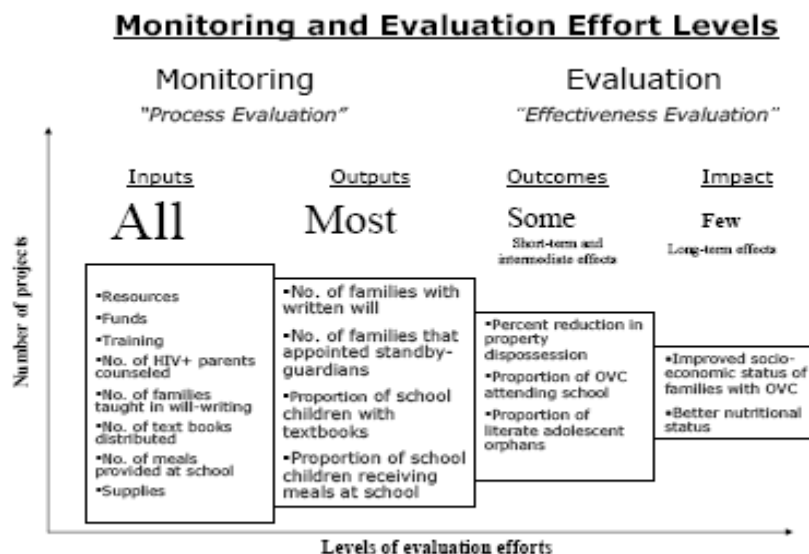 Monitoring and Evaluation Effort Levels
Monitoring
Evaluation
"Process Evaluation"
"Effectiveness Evaluation"
Number of projects
Inputs
Outputs
Outcomes
Impact
All
Most
Some
Few
Short-term and
intermediate effects
Long-term effects
•Resources
•Funds
•Training
•No. of HIV+ parents
counseled
•No. of families
taught in will-writing
•No. of text books
distributed
•No. of meals
provided at school
•Supplies
•No. of families with
written will
•No. of families that
appointed standby-
guardians
•Proportion of school
children with
textbooks
•Proportion of school
children receiving
meals at school
•Percent reduction in
property
dispossession
•Proportion of OVC
attending school
•Proportion of
literate adolescent
orphans
•Improved socio-
economic status of
families with OVC
•Better nutritional
status
Levels of evaluation efforts